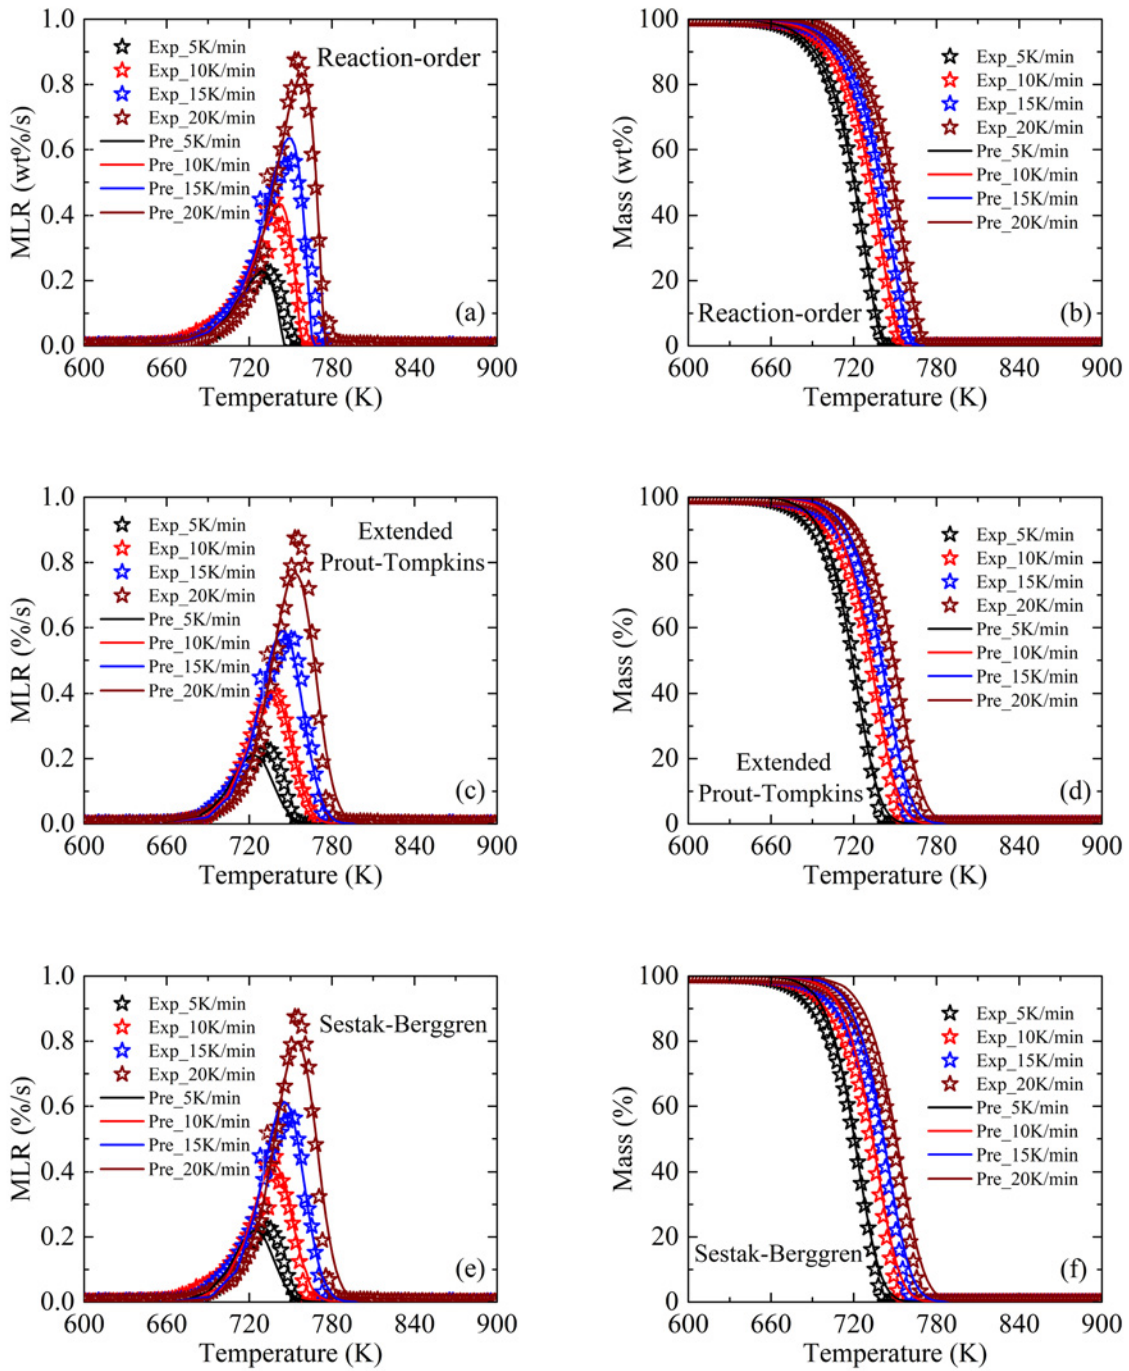 MLR (wt%/s)
1.0
0.8
0.6
0.4
0.2
0.0
Exp_5K/min
Exp_10K/min
Exp_15K/min
Exp_20K/min
Pre_5K/min
Pre_10K/min
Pre_15K/min
Pre_20K/min
Reaction-order
(a)
600 660 720 780 840 900
Temperature (K)
Mass (wt%)
100
80
60
40
20
0
Exp_5K/min
Exp_10K/min
Exp_15K/min
Exp_20K/min
Pre_5K/min
Pre_10K/min
Pre_15K/min
Pre_20K/min
Reaction-order
(b)
600 660 720 780 840 900
Temperature (K)
MLR (%/s)
1.0
0.8
0.6
0.4
0.2
0.0
Exp_5K/min
Exp_10K/min
Exp_15K/min
Exp_20K/min
Pre_5K/min
Pre_10K/min
Pre_15K/min
Pre_20K/min
Extended
Prout-Tompkins
(c)
600 660 720 780 840 900
Temperature (K)
Mass (%)
100
80
60
40
20
0
Exp_5K/min
Exp_10K/min
Exp_15K/min
Exp_20K/min
Pre_5K/min
Pre_10K/min
Pre_15K/min
Pre_20K/min
Extended
Prout-Tompkins
(d)
600 660 720 780 840 900
Temperature (K)
MLR (%/s)
1.0
0.8
0.6
0.4
0.2
0.0
Exp_5K/min
Exp_10K/min
Exp_15K/min
Exp_20K/min
Pre_5K/min
Pre_10K/min
Pre_15K/min
Pre_20K/min
Sestak-Berggren
(e)
600 660 720 780 840 900
Temperature (K)
Mass (%)
100
80
60
40
20
0
Exp_5K/min
Exp_10K/min
Exp_15K/min
Exp_20K/min
Pre_5K/min
Pre_10K/min
Pre_15K/min
Pre_20K/min
Sestak-Berggren
(f)
600 660 720 780 840 900
Temperature (K)